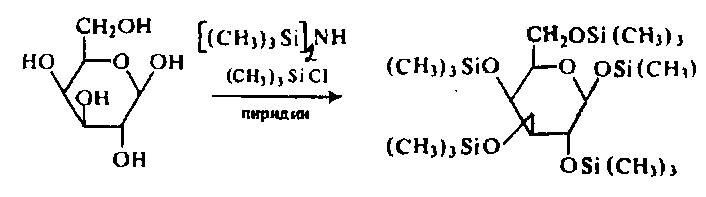 CH₂OH
HO
O
OH
OH
OH
[(CH₃)₃Si]₂NH
(CH₃)₃SiCl
пиридин
CH₂OSi(CH₃)₃
(CH₃)₃SiO
O
OSi(CH₃)
(CH₃)₃SiO
OSi(CH₃)₃